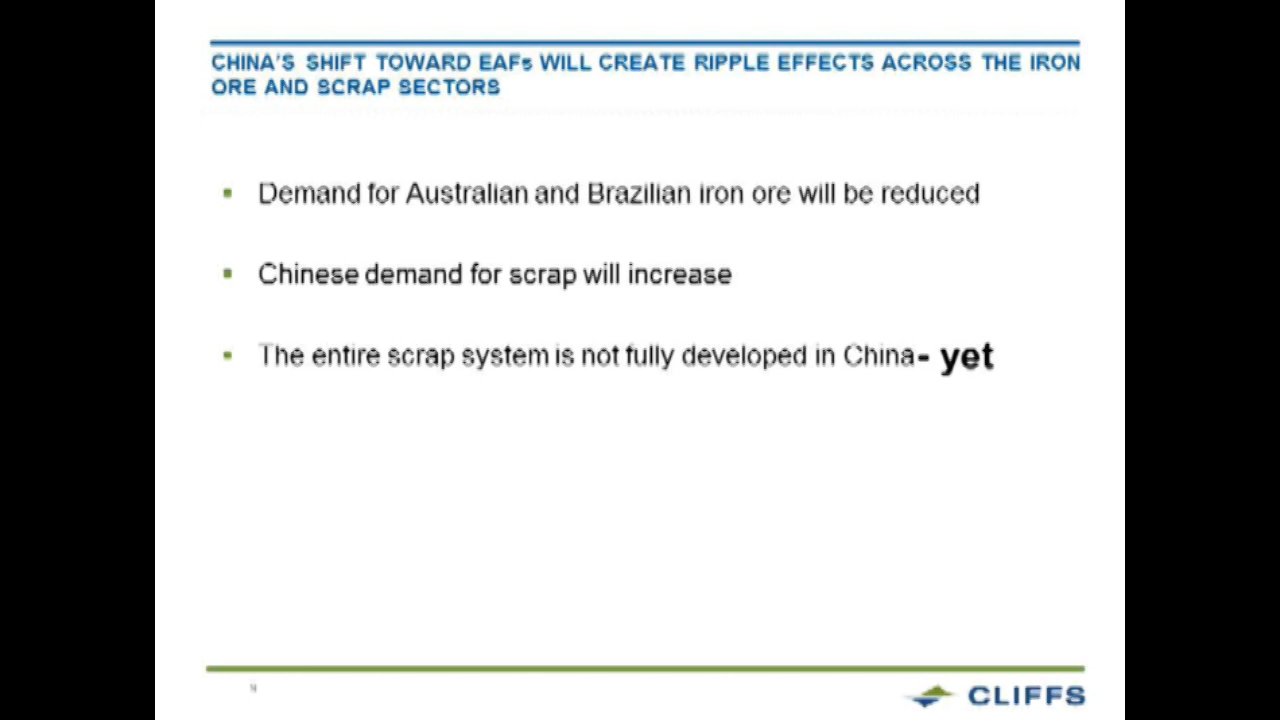 CHINA'S SHIFT TOWARD EAFs WILL CREATE RIPPLE EFFECTS ACROSS THE IRON
ORE AND SCRAP SECTORS
Demand for Australian and Brazilian iron ore will be reduced
Chinese demand for scrap will increase
The entire scrap system is not fully developed in China- yet
CLIFFS